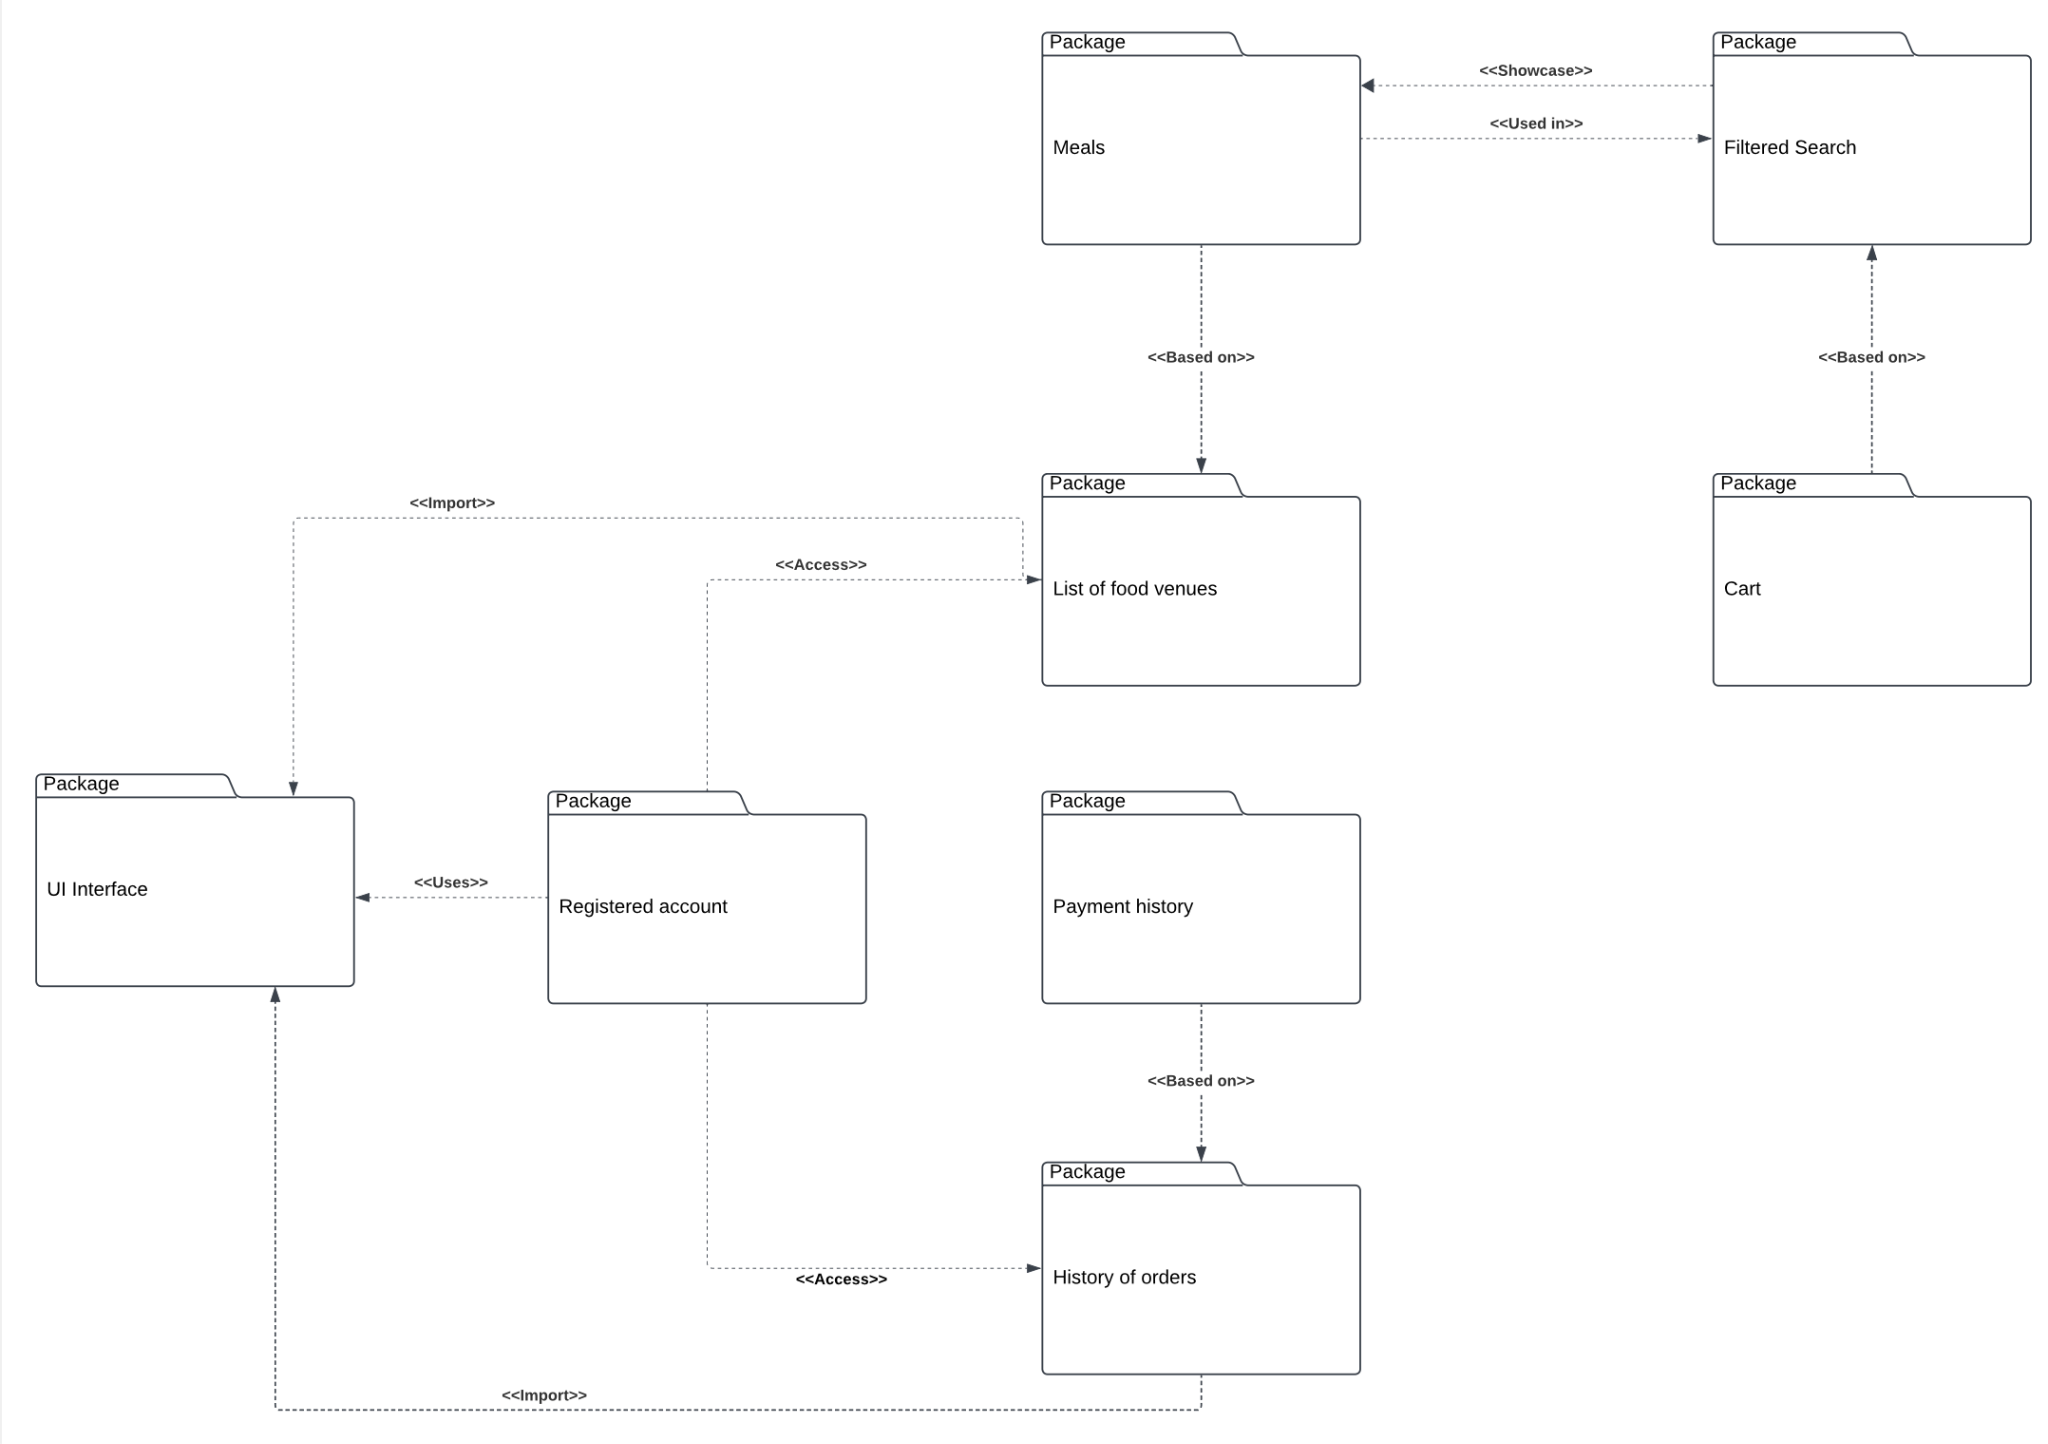 Package
Package
<<Showcase>>
<<Used in>>
Meals
Filtered Search
<<Based on>>
<<Based on>>
Package
Package
<<Import>>
<<Access>>
List of food venues
Cart
Package
Package
Package
<<Uses>>
UI Interface
Registered account
Payment history
<<Based on>>
Package
<<Access>>
History of orders
<<Import>>